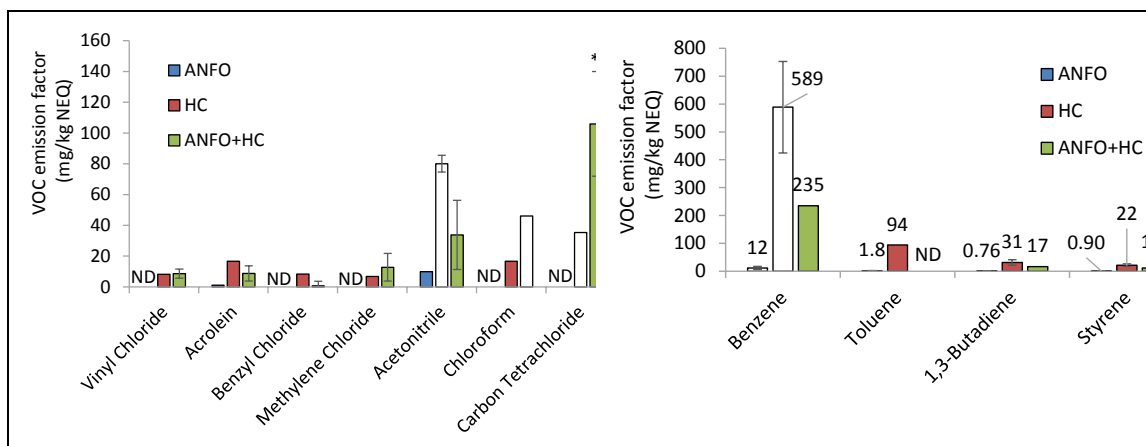 VOC emission factor
(mg/kg NEQ)
160
140
120
100
80
60
40
20
0
ANFO
HC
ANFO+HC
*
ND
ND
ND
ND
ND
Vinyl Chloride
Acrolein
Benzyl Chloride
Methylene Chloride
Acetonitrile
Chloroform
Carbon Tetrachloride
VOC emission factor
(mg/kg NEQ)
800
700
600
500
400
300
200
100
0
ANFO
HC
ANFO+HC
12
589
235
1.8
94
ND
0.76
31
17
0.90
22
1
Benzene
Toluene
1,3-Butadiene
Styrene